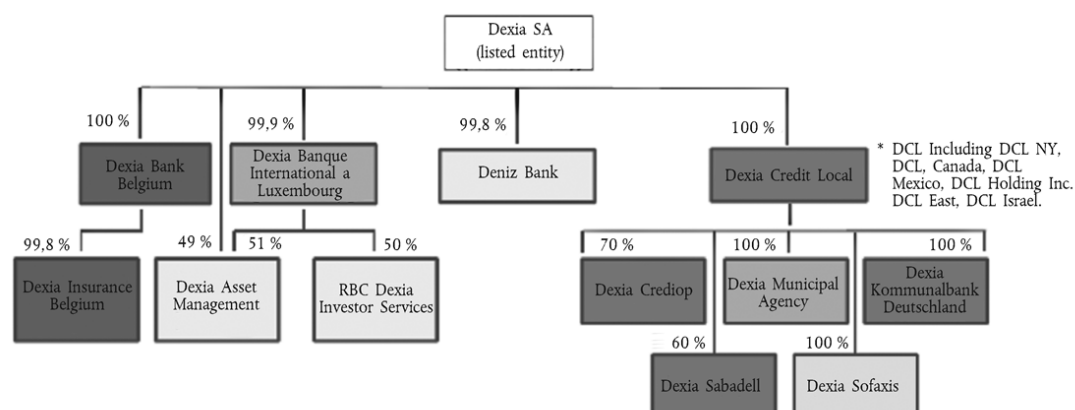 Dexia SA
(listed entity)
100 %
99,9 %
99,8 %
100 %
Dexia Bank
Belgium
Dexia Banque
International a
Luxembourg
Deniz Bank
Dexia Credit Local
* DCL Including DCL NY,
DCL, Canada, DCL
Mexico, DCL Holding Inc.
DCL East, DCL Israel.
99,8 %
49 %
51 %
50 %
70 %
100 %
100 %
Dexia Insurance
Belgium
Dexia Asset
Management
RBC Dexia
Investor Services
Dexia Crediop
Dexia Municipal
Agency
Dexia
Kommunalbank
Deutschland
60 %
100 %
Dexia Sabadell
Dexia Sofaxis